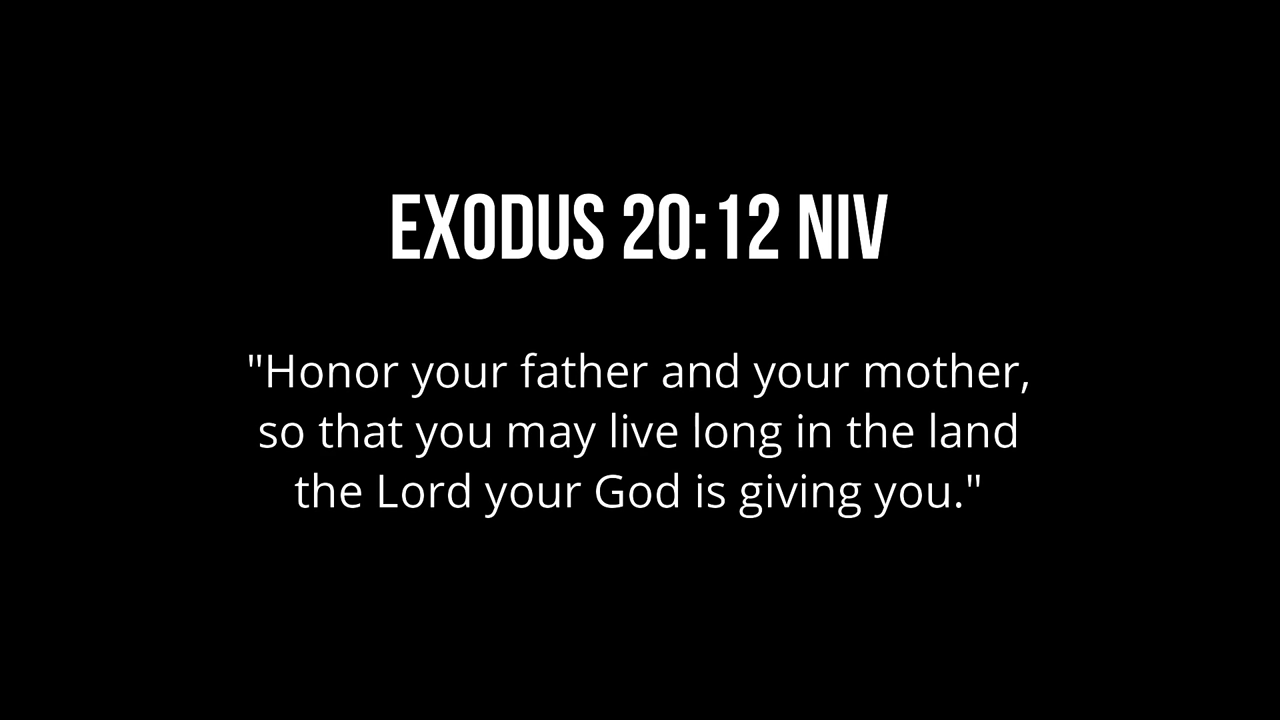 EXODUS 20:12 NIV
"Honor your father and your mother,
so that you may live long in the land
the Lord your God is giving you."